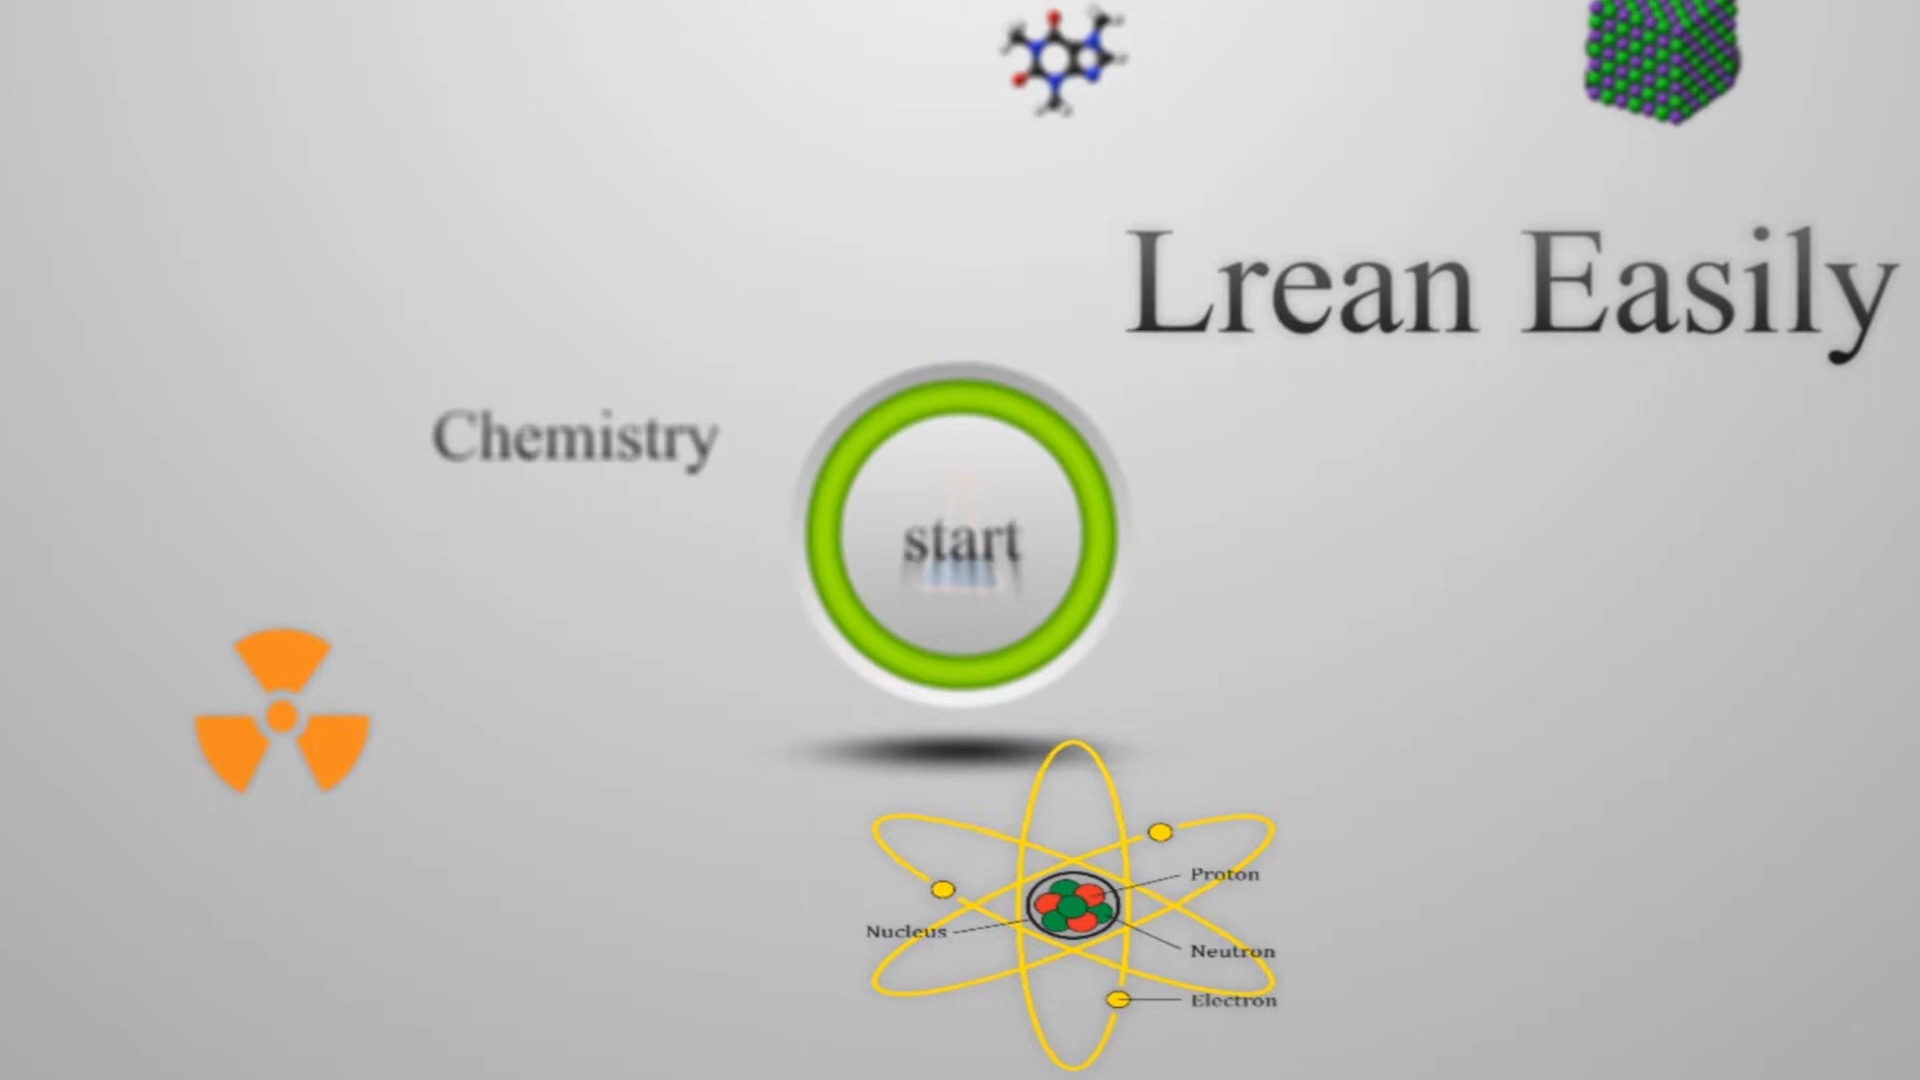 Lrean Easily
Chemistry
start
Proton
Nucleus
Neutron
Electron